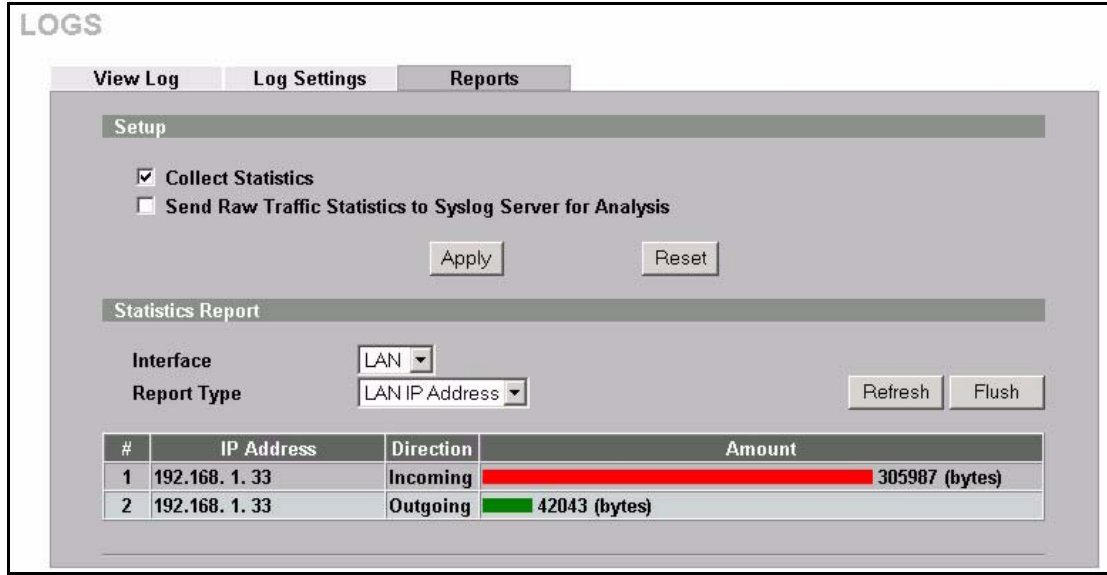 LOGS
View Log Log Settings Reports
Setup
Collect Statistics
Send Raw Traffic Statistics to Syslog Server for Analysis
Apply Reset
Statistics Report
Interface LAN
Report Type LAN IP Address Refresh Flush
# IP Address Direction Amount
1 192.168. 1. 33 Incoming 305987 (bytes)
2 192.168. 1. 33 Outgoing 42043 (bytes)